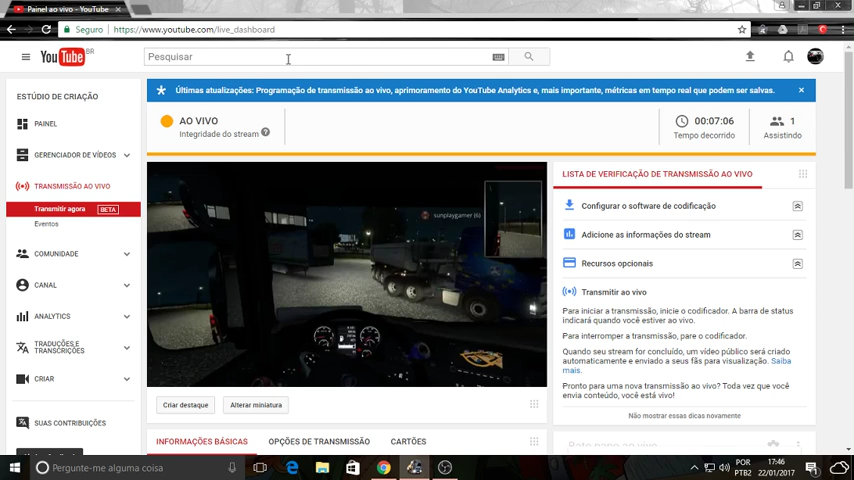 Painel ao vivo - YouTube
Seguro
https://www.youtube.com/live_dashboard
YouTube BR
Pesquisar
ESTÚDIO DE CRIAÇÃO
PAINEL
GERENCIADOR DE VÍDEOS
TRANSMISSÃO AO VIVO
Transmitir agora BETA
Eventos
COMUNIDADE
CANAL
ANALYTICS
TRADUÇÕES E
TRANSCRIÇÕES
CRIAR
SUAS CONTRIBUIÇÕES
Últimas atualizações: Programação de transmissão ao vivo, aprimoramento do YouTube Analytics e, mais importante, métricas em tempo real que podem ser salvas.
AO VIVO
Integridade do stream
00:07:06
Tempo decorrido
1
Assistindo
sunplaygamer (6)
Criar destaque
Alterar miniatura
INFORMAÇÕES BÁSICAS
OPÇÕES DE TRANSMISSÃO
CARTÕES
LISTA DE VERIFICAÇÃO DE TRANSMISSÃO AO VIVO
Configurar o software de codificação
Adicione as informações do stream
Recursos opcionais
Transmitir ao vivo
Para iniciar a transmissão, inicie o codificador. A barra de status
indicará quando você estiver ao vivo.
Para interromper a transmissão, pare o codificador.
Quando seu stream for concluído, um vídeo público será criado
automaticamente e enviado a seus fãs para visualização. Saiba
mais.
Pronto para uma nova transmissão ao vivo? Toda vez que você
envia conteúdo, você está vivo!
Não mostrar essas dicas novamente
Bate-papo ao vivo
Pergunte-me alguma coisa
POR
PTB2
17:46
22/01/2017